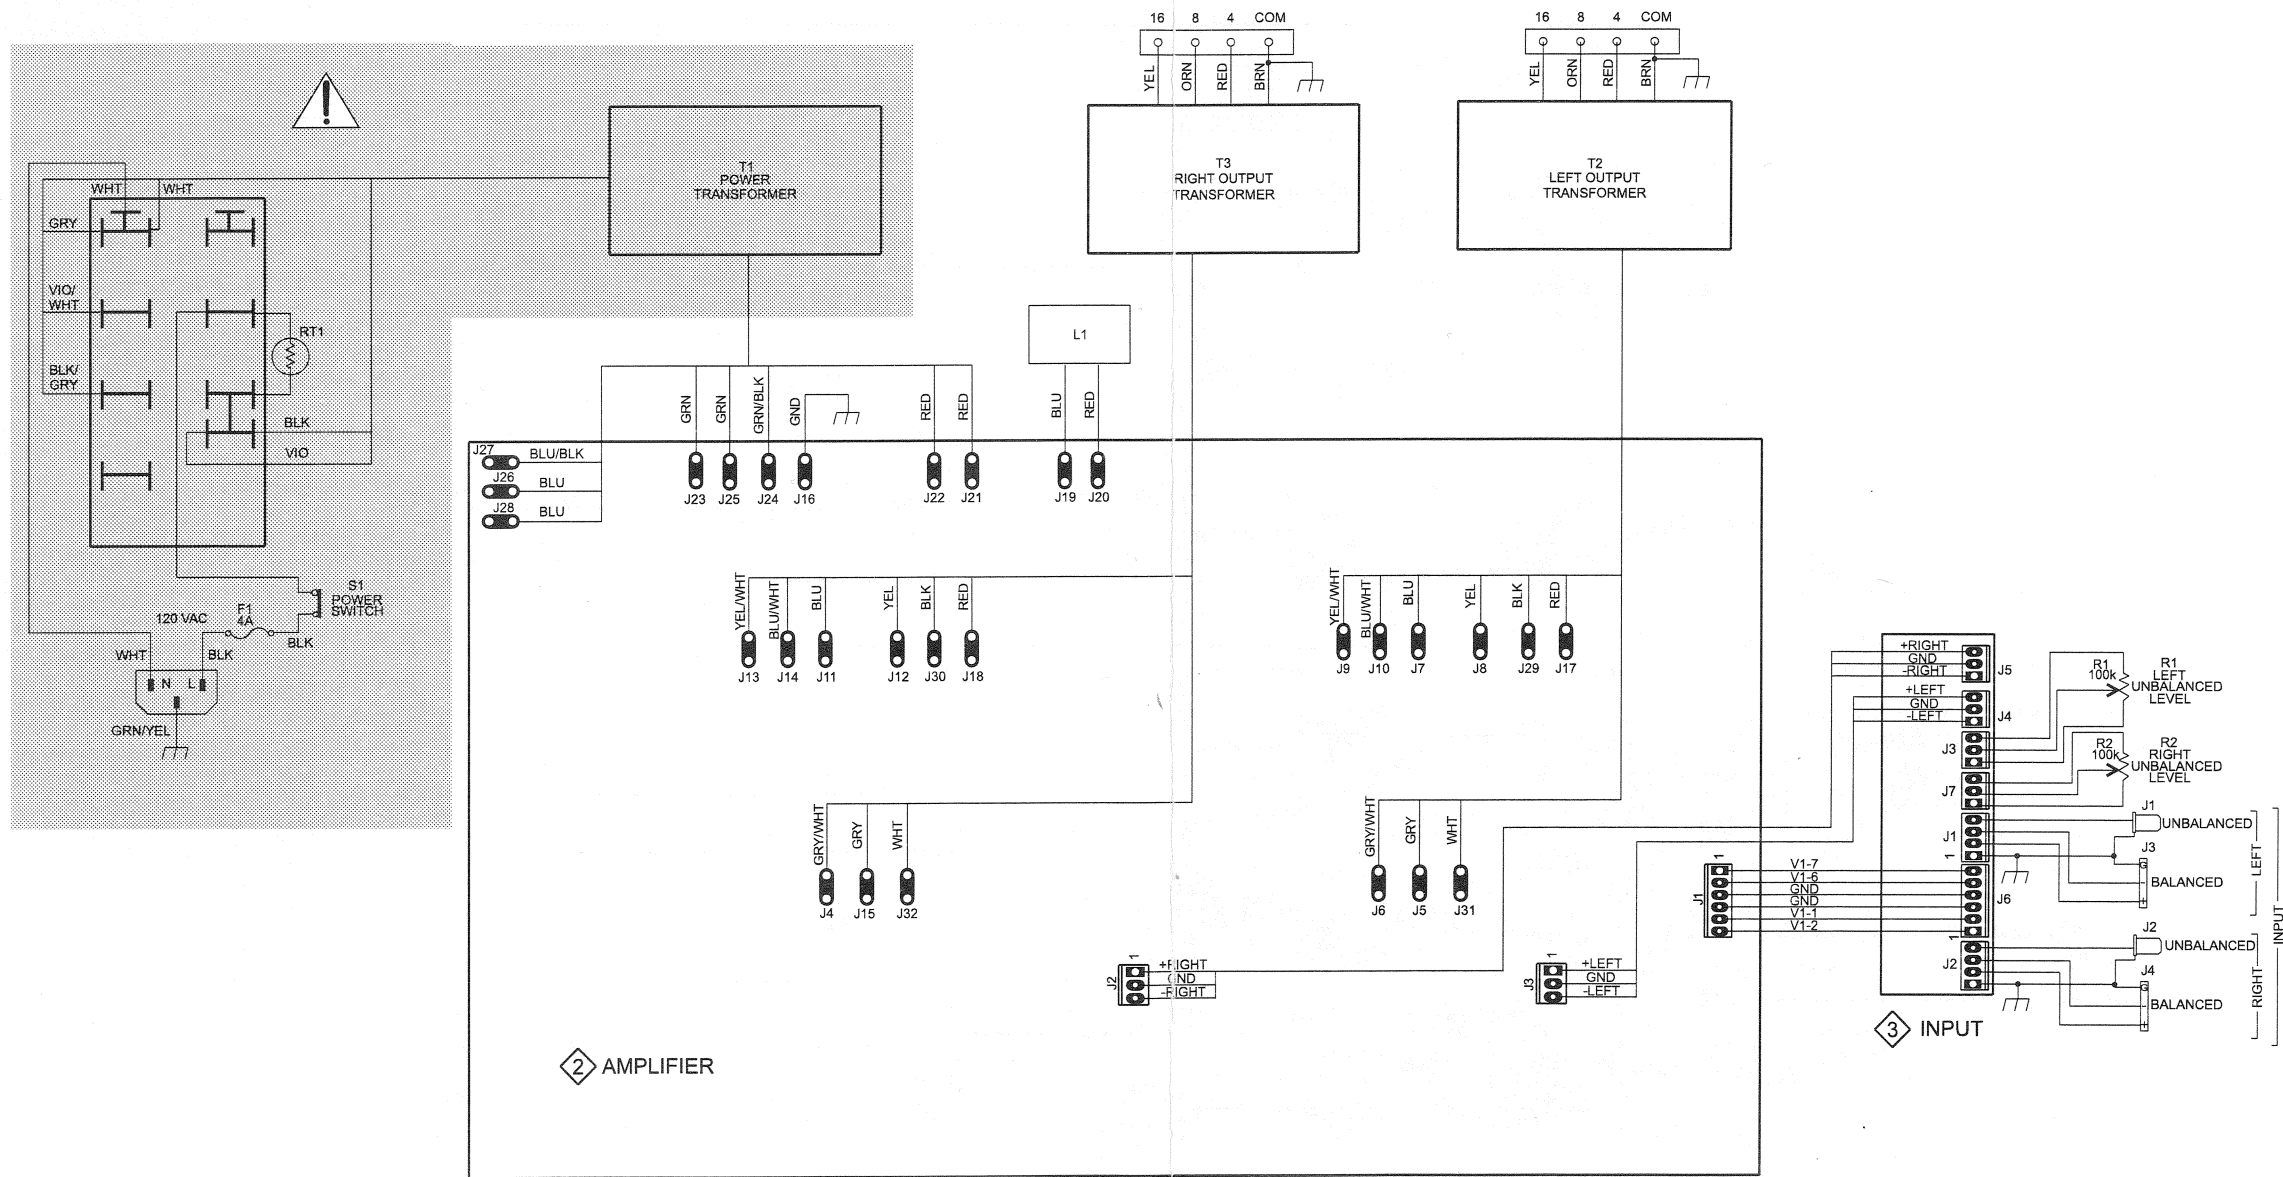 16 8 4 COM
YEL ORN RED BRN
T3
RIGHT OUTPUT
TRANSFORMER
16 8 4 COM
YEL ORN RED BRN
T2
LEFT OUTPUT
TRANSFORMER
!
T1
POWER
TRANSFORMER
WHT WHT
GRY
VIO/
WHT
BLK/
GRY
RT1
BLK
VIO
S1
POWER
SWITCH
120 VAC
F1
4A
BLK
WHT
BLK
N L
GRN/YEL
L1
GRN GRN GRN/BLK GND RED RED BLU RED
J27 BLU/BLK
J26 BLU
J28 BLU
J23 J25 J24 J16 J22 J21 J19 J20
YEL/WHT BLU/WHT BLU YEL BLK RED
J13 J14 J11 J12 J30 J18
YEL/WHT BLU/WHT BLU YEL BLK RED
J9 J10 J7 J8 J29 J17
GRY/WHT GRY WHT
J4 J15 J32
GRY/WHT GRY WHT
J6 J5 J31
J2 1
+RIGHT
GND
-RIGHT
J3 1
+LEFT
GND
-LEFT
J1 1
V1-7
V1-6
GND
GND
V1-1
V1-2
2 AMPLIFIER
+RIGHT
GND
-RIGHT
J5
+LEFT
GND
-LEFT
J4
J3
J7
J1
1
J6
1
J2
R1
100k
R1
LEFT
UNBALANCED
LEVEL
R2
100k
R2
RIGHT
UNBALANCED
LEVEL
J1
UNBALANCED
J3
G
-
+
BALANCED
LEFT
J2
UNBALANCED
J4
G
-
+
BALANCED
RIGHT
INPUT
3 INPUT